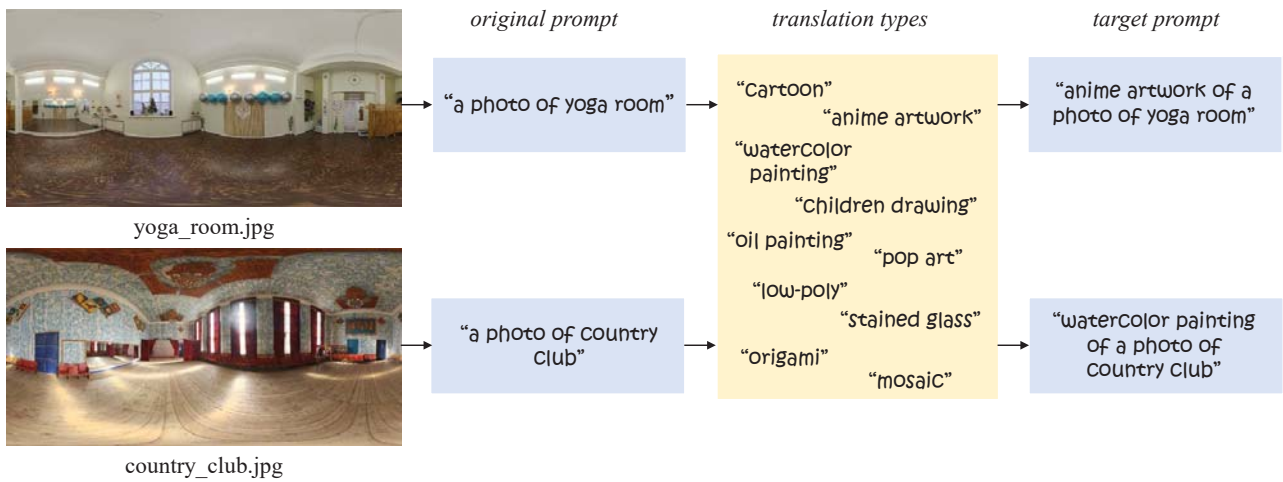 original prompt
translation types
target prompt
“a photo of yoga room”
“cartoon”
“anime artwork”
“watercolor
painting”
“children drawing”
“oil painting”
“pop art”
“low-poly”
“stained glass”
“origami”
“mosaic”
“anime artwork of a
photo of yoga room”
yoga_room.jpg
“a photo of country
club”
“watercolor painting
of a photo of
country club”
country_club.jpg